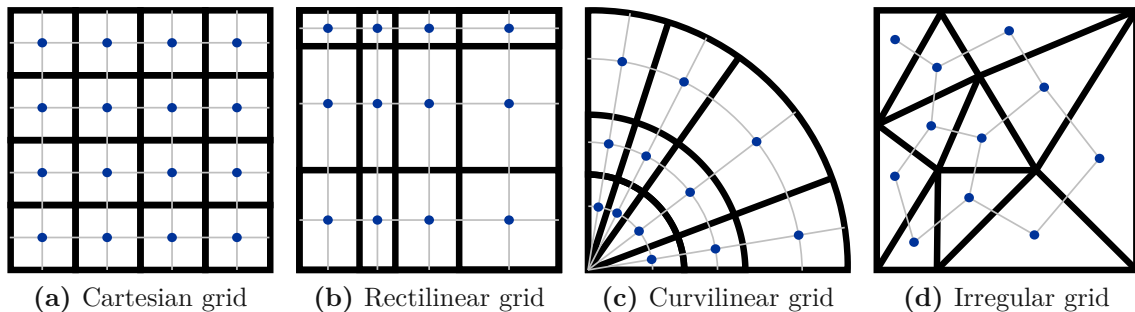 (a) Cartesian grid
(b) Rectilinear grid
(c) Curvilinear grid
(d) Irregular grid